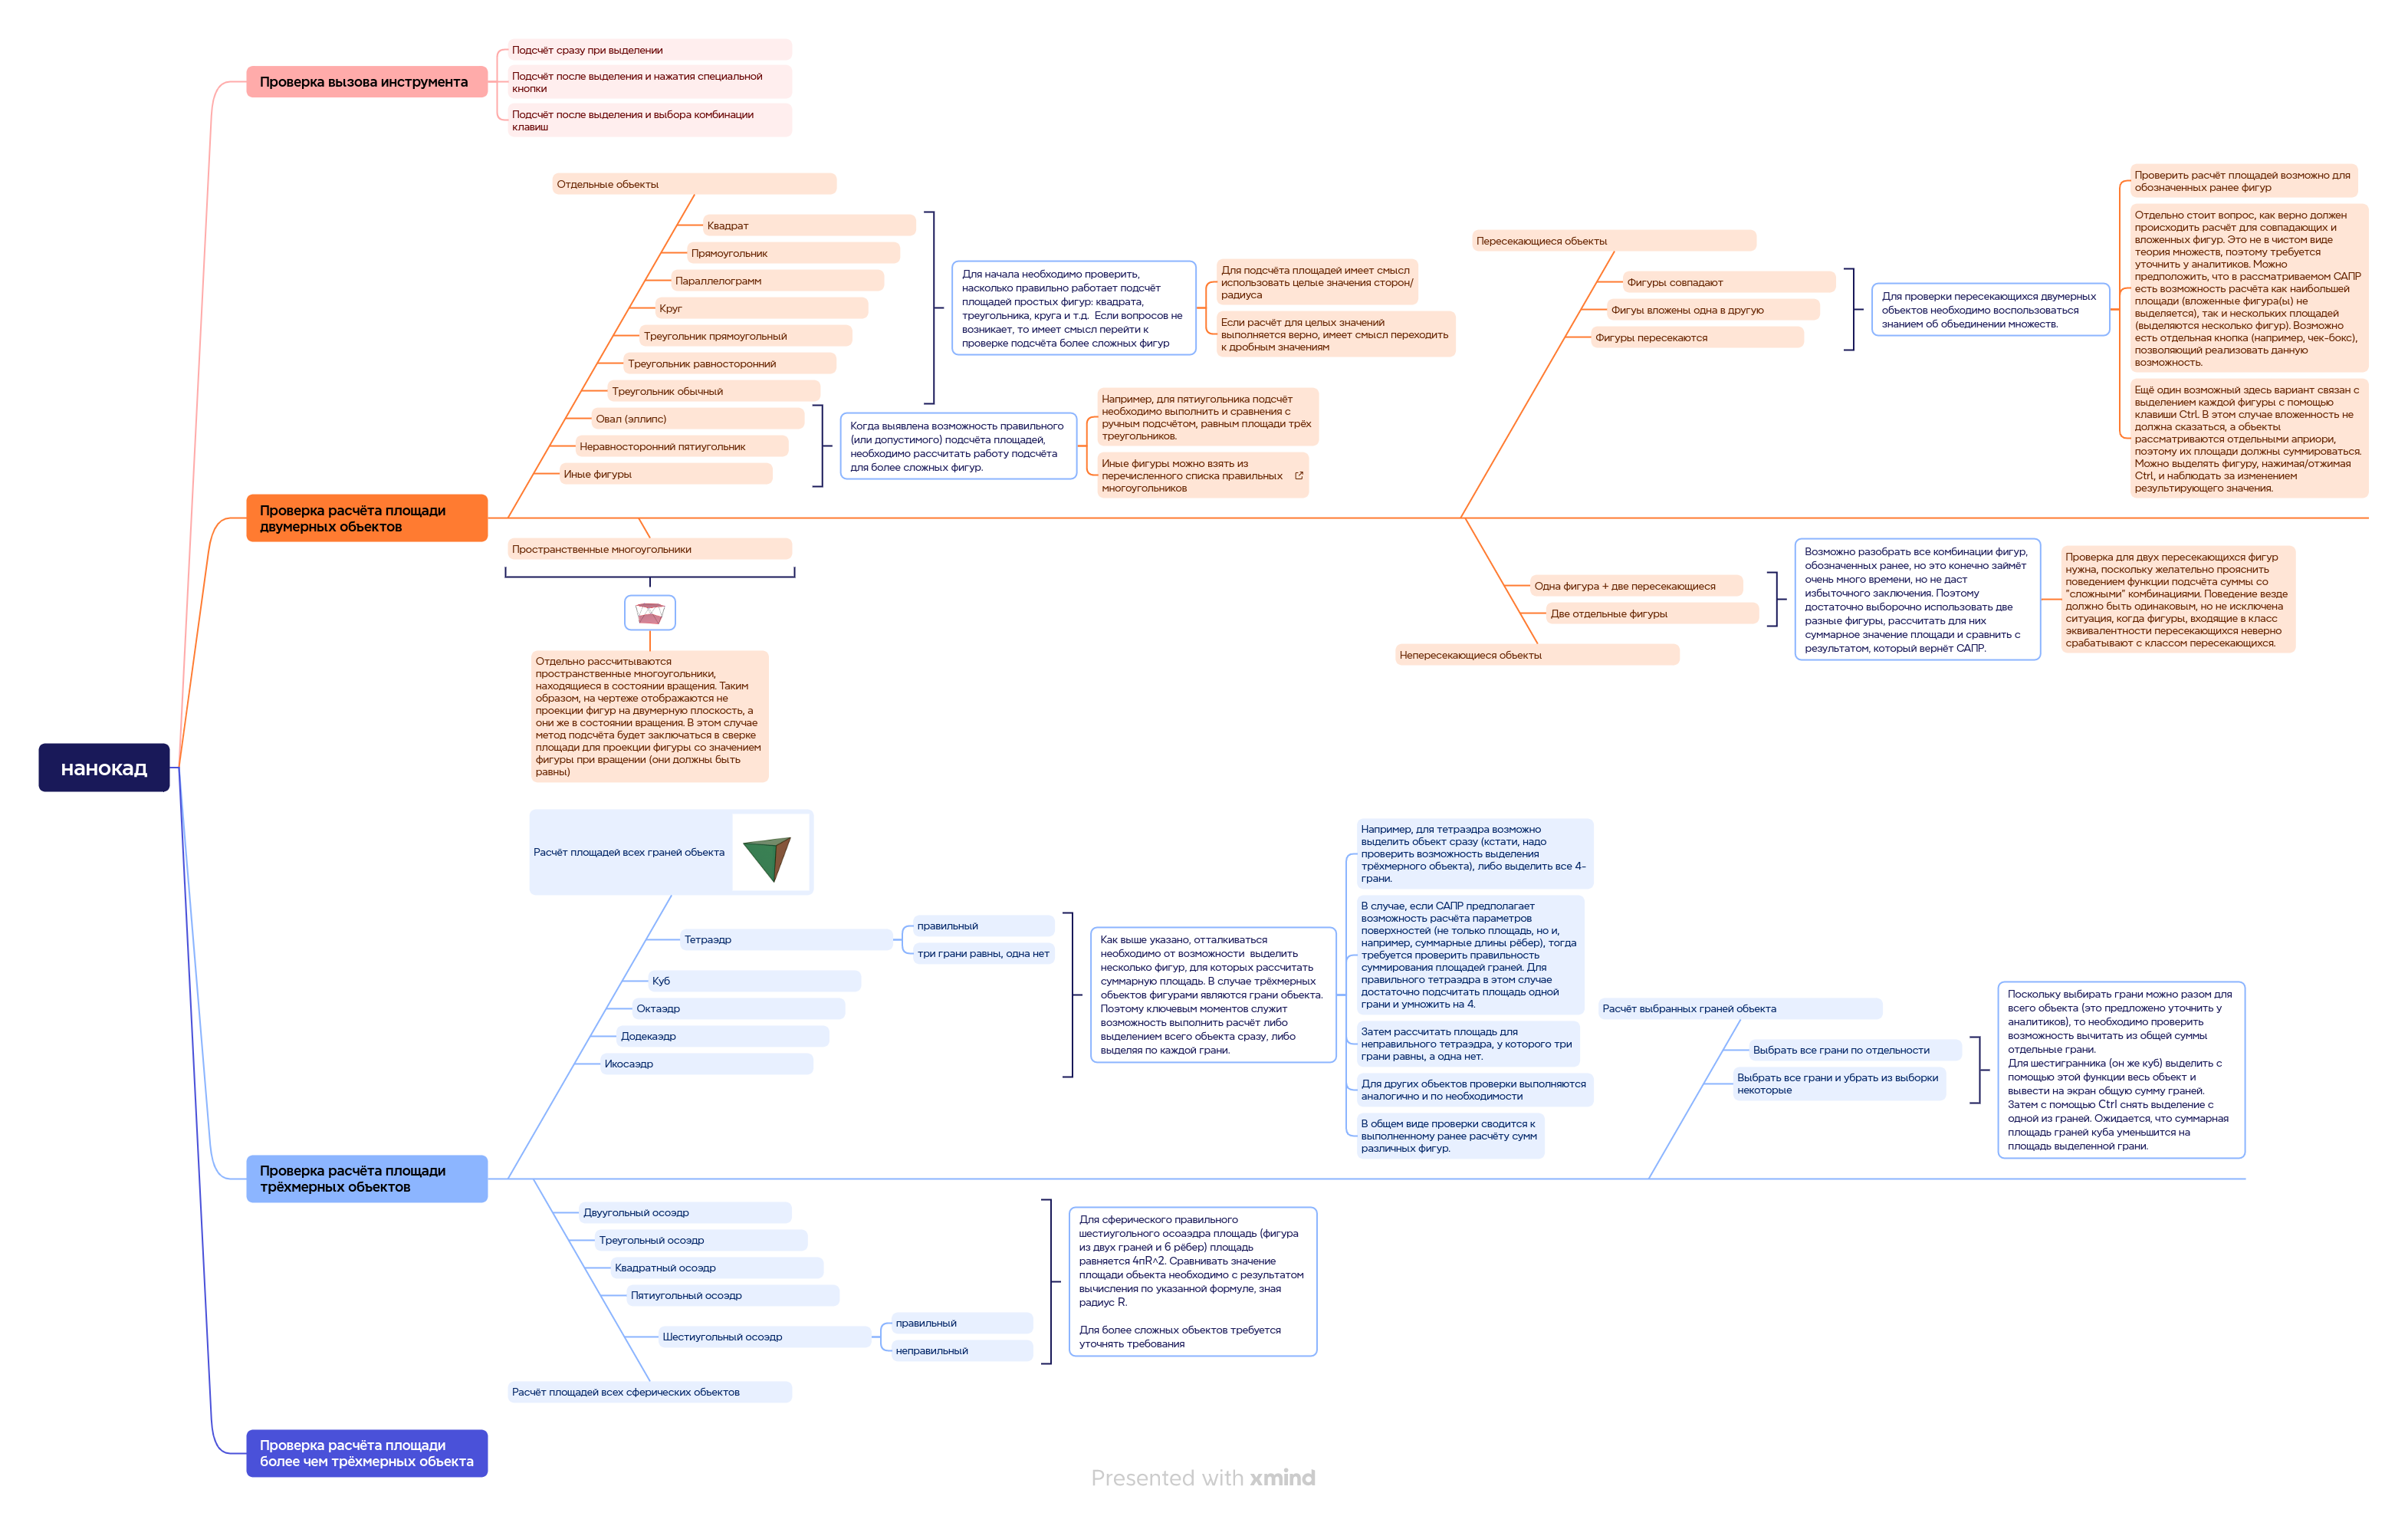 нанокад
Проверка вызова инструмента
Подсчёт сразу при выделении
Подсчёт после выделения и нажатия специальной
кнопки
Подсчёт после выделения и выбора комбинации
клавиш
Проверка расчёта площади
двумерных объектов
Отдельные объекты
Квадрат
Прямоугольник
Параллелограмм
Круг
Треугольник прямоугольный
Треугольник равносторонний
Треугольник обычный
Овал (эллипс)
Неравносторонний пятиугольник
Иные фигуры
Для начала необходимо проверить,
насколько правильно работает подсчёт
площадей простых фигур: квадрата,
треугольника, круга и т.д. Если вопросов не
возникает, то имеет смысл перейти к
проверке подсчёта более сложных фигур
Для подсчёта площадей имеет смысл
использовать целые значения сторон/
радиуса
Если расчёт для целых значений
выполняется верно, имеет смысл переходить
к дробным значениям
Когда выявлена возможность правильного
(или допустимого) подсчёта площадей,
необходимо рассчитать работу подсчёта
для более сложных фигур.
Например, для пятиугольника подсчёт
необходимо выполнить и сравнения с
ручным подсчётом, равным площади трёх
треугольников.
Иные фигуры можно взять из
перечисленного списка правильных
многоугольников
Пространственные многоугольники
Отдельно рассчитываются
пространственные многоугольники,
находящиеся в состоянии вращения. Таким
образом, на чертеже отображаются не
проекции фигур на двумерную плоскость, а
они же в состоянии вращения. В этом случае
метод подсчёта будет заключаться в сверке
площади для проекции фигуры со значением
фигуры при вращении (они должны быть
равны)
Пересекающиеся объекты
Фигуры совпадают
Фигуы вложены одна в другую
Фигуры пересекаются
Для проверки пересекающихся двумерных
объектов необходимо воспользоваться
знанием об объединении множеств.
Проверить расчёт площадей возможно для
обозначенных ранее фигур
Отдельно стоит вопрос, как верно должен
происходить расчёт для совпадающих и
вложенных фигур. Это не в чистом виде
теория множеств, поэтому требуется
уточнить у аналитиков. Можно
предположить, что в рассматриваемом САПР
есть возможность расчёта как наибольшей
площади (вложенные фигура(ы) не
выделяется), так и нескольких площадей
(выделяются несколько фигур). Возможно
есть отдельная кнопка (например, чек-бокс),
позволяющий реализовать данную
возможность.
Ещё один возможный здесь вариант связан с
выделением каждой фигуры с помощью
клавиши Ctrl. В этом случае вложенность не
должна сказаться, а объекты
рассматриваются отдельными априори,
поэтому их площади должны суммироваться.
Можно выделять фигуру, нажимая/отжимая
Ctrl, и наблюдать за изменением
результирующего значения.
Одна фигура + две пересекающиеся
Две отдельные фигуры
Непересекающиеся объекты
Возможно разобрать все комбинации фигур,
обозначенных ранее, но это конечно займёт
очень много времени, но не даст
избыточного заключения. Поэтому
достаточно выборочно использовать две
разные фигуры, рассчитать для них
суммарное значение площади и сравнить с
результатом, который вернёт САПР.
Проверка для двух пересекающихся фигур
нужна, поскольку желательно прояснить
поведением функции подсчёта суммы со
"сложными" комбинациями. Поведение везде
должно быть одинаковым, но не исключена
ситуация, когда фигуры, входящие в класс
эквивалентности пересекающихся неверно
срабатывают с классом пересекающихся.
Проверка расчёта площади
трёхмерных объектов
Расчёт площадей всех граней объекта
Тетраэдр
правильный
три грани равны, одна нет
Куб
Октаэдр
Додекаэдр
Икосаэдр
Как выше указано, отталкиваться
необходимо от возможности выделить
несколько фигур, для которых рассчитать
суммарную площадь. В случае трёхмерных
объектов фигурами являются грани объекта.
Поэтому ключевым моментов служит
возможность выполнить расчёт либо
выделением всего объекта сразу, либо
выделяя по каждой грани.
Например, для тетраэдра возможно
выделить объект сразу (кстати, надо
проверить возможность выделения
трёхмерного объекта), либо выделить все 4-
грани.
В случае, если САПР предполагает
возможность расчёта параметров
поверхностей (не только площадь, но и,
например, суммарные длины рёбер), тогда
требуется проверить правильность
суммирования площадей граней. Для
правильного тетраэдра в этом случае
достаточно подсчитать площадь одной
грани и умножить на 4.
Затем рассчитать площадь для
неправильного тетраэдра, у которого три
грани равны, а одна нет.
Для других объектов проверки выполняются
аналогично и по необходимости
В общем виде проверки сводится к
выполненному ранее расчёту сумм
различных фигур.
Расчёт выбранных граней объекта
Выбрать все грани по отдельности
Выбрать все грани и убрать из выборки
некоторые
Поскольку выбирать грани можно разом для
всего объекта (это предложено уточнить у
аналитиков), то необходимо проверить
возможность вычитать из общей суммы
отдельные грани.
Для шестигранника (он же куб) выделить с
помощью этой функции весь объект и
вывести на экран общую сумму граней.
Затем с помощью Ctrl снять выделение с
одной из граней. Ожидается, что суммарная
площадь граней куба уменьшится на
площадь выделенной грани.
Двуугольный осоэдр
Треугольный осоэдр
Квадратный осоэдр
Пятиугольный осоэдр
Шестиугольный осоэдр
правильный
неправильный
Расчёт площадей всех сферических объектов
Для сферического правильного
шестиугольного осоаэдра площадь (фигура
из двух граней и 6 рёбер) площадь
равняется 4πR^2. Сравнивать значение
площади объекта необходимо с результатом
вычисления по указанной формуле, зная
радиус R.
Для более сложных объектов требуется
уточнять требования
Проверка расчёта площади
более чем трёхмерных объекта
Presented with xmind